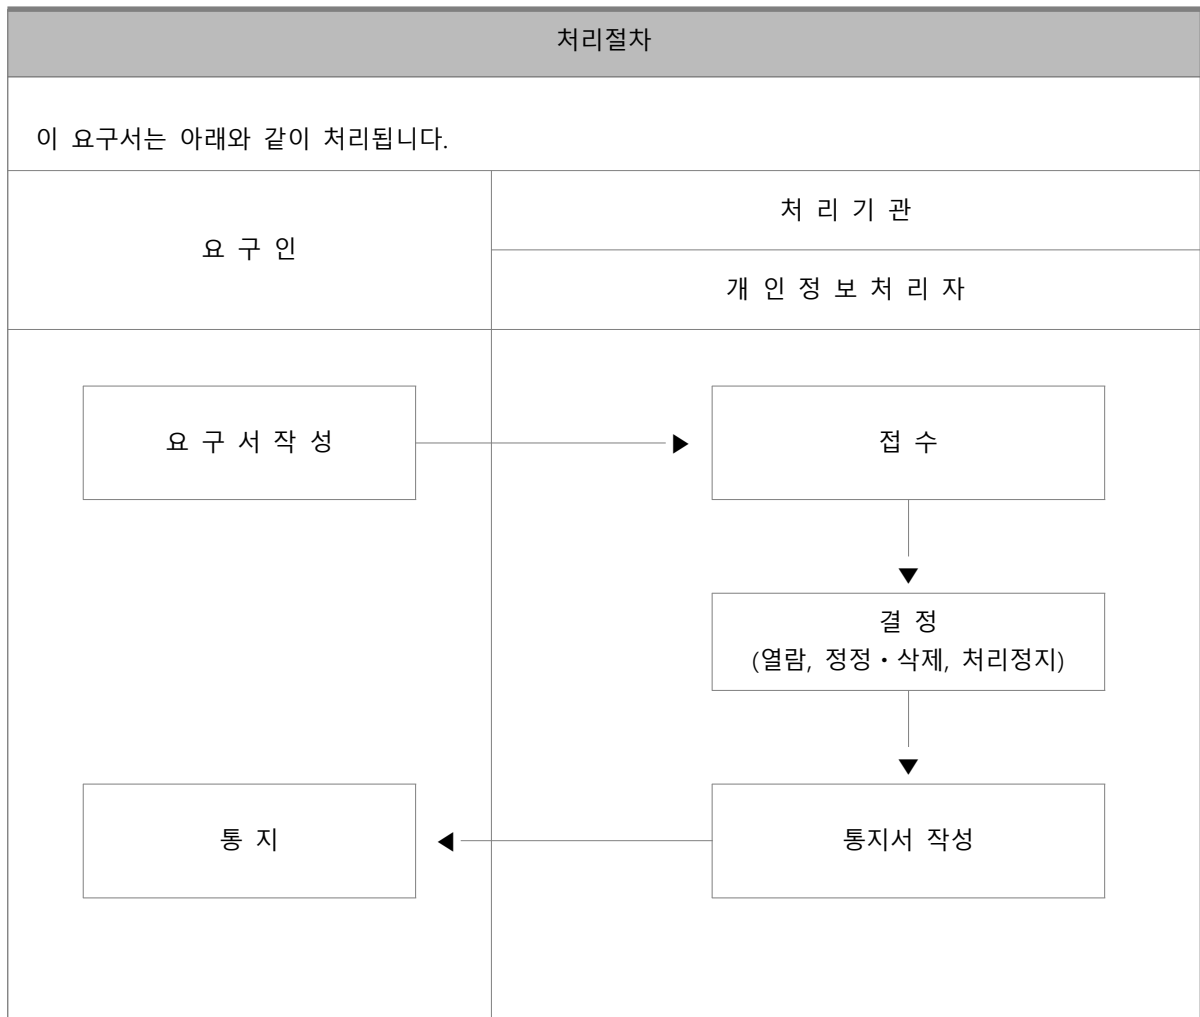 처리절차
이 요구서는 아래와 같이 처리됩니다.
요 구 인
처 리 기 관
개 인 정 보 처 리 자
요 구 서 작 성
접 수
결 정
(열람, 정정・삭제, 처리정지)
통 지
통지서 작성